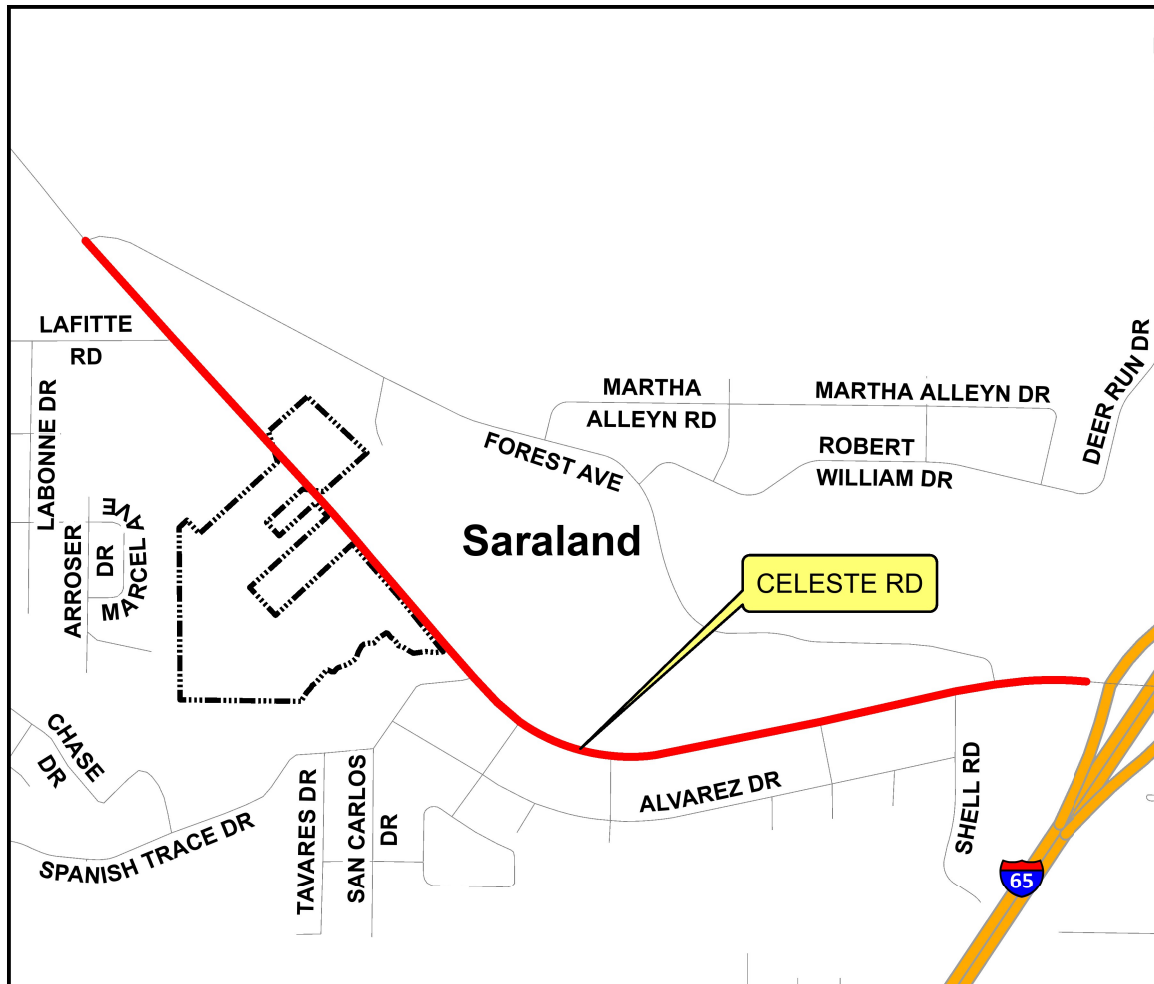 LAFITTE
RD
LABONNE DR
ARROSER
DR
MARCEL AVE
MARTHA
ALLEYN RD
MARTHA ALLEYN DR
DEER RUN DR
FOREST AVE
ROBERT
WILLIAM DR
Saraland
CELESTE RD
CHASE
DR
SPANISH TRACE DR
TAVARES DR
SAN CARLOS
DR
ALVAREZ DR
SHELL RD
65